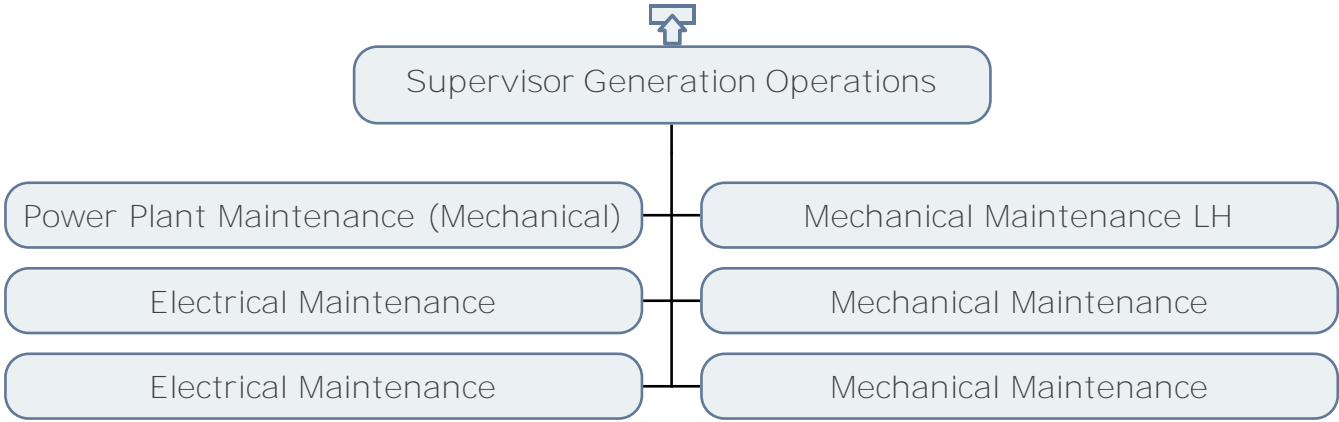 Supervisor Generation Operations
Power Plant Maintenance (Mechanical)
Mechanical Maintenance LH
Electrical Maintenance
Mechanical Maintenance
Electrical Maintenance
Mechanical Maintenance